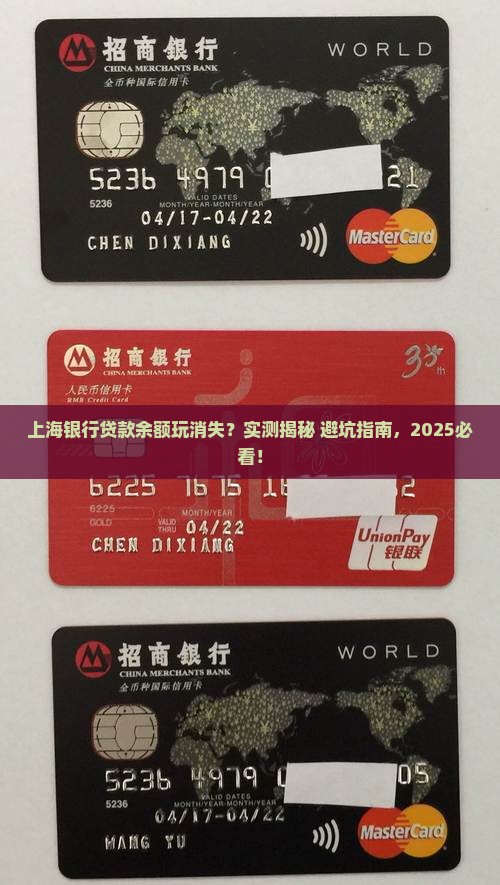 招商银行
CHINA MERCHANTS BANK
全币种国际信用卡
WORLD
5236 4979 21
5236
VALID DATES
MONTH/YEAR-MONTH/YEAR
04/17-04/22
CHEN DIXIANG
MasterCard
招商银行
CHINA MERCHANTS BANK
人民币信用卡
RMB Credit Card
30th
上海银行贷款余额玩消失？实测揭秘 避坑指南，2025必
看！
6225 7675 2
6225
GOLD
MONTH/YEAR
VALID
THRU
04/22
CHEN DIXIANG
UnionPay
银联
招商银行
CHINA MERCHANTS BANK
全币种国际信用卡
WORLD
5236 4979 05
5236
VALID DATES
MONTH/YEAR-MONTH/YEAR
04/17-04/22
WANG YU
MasterCard